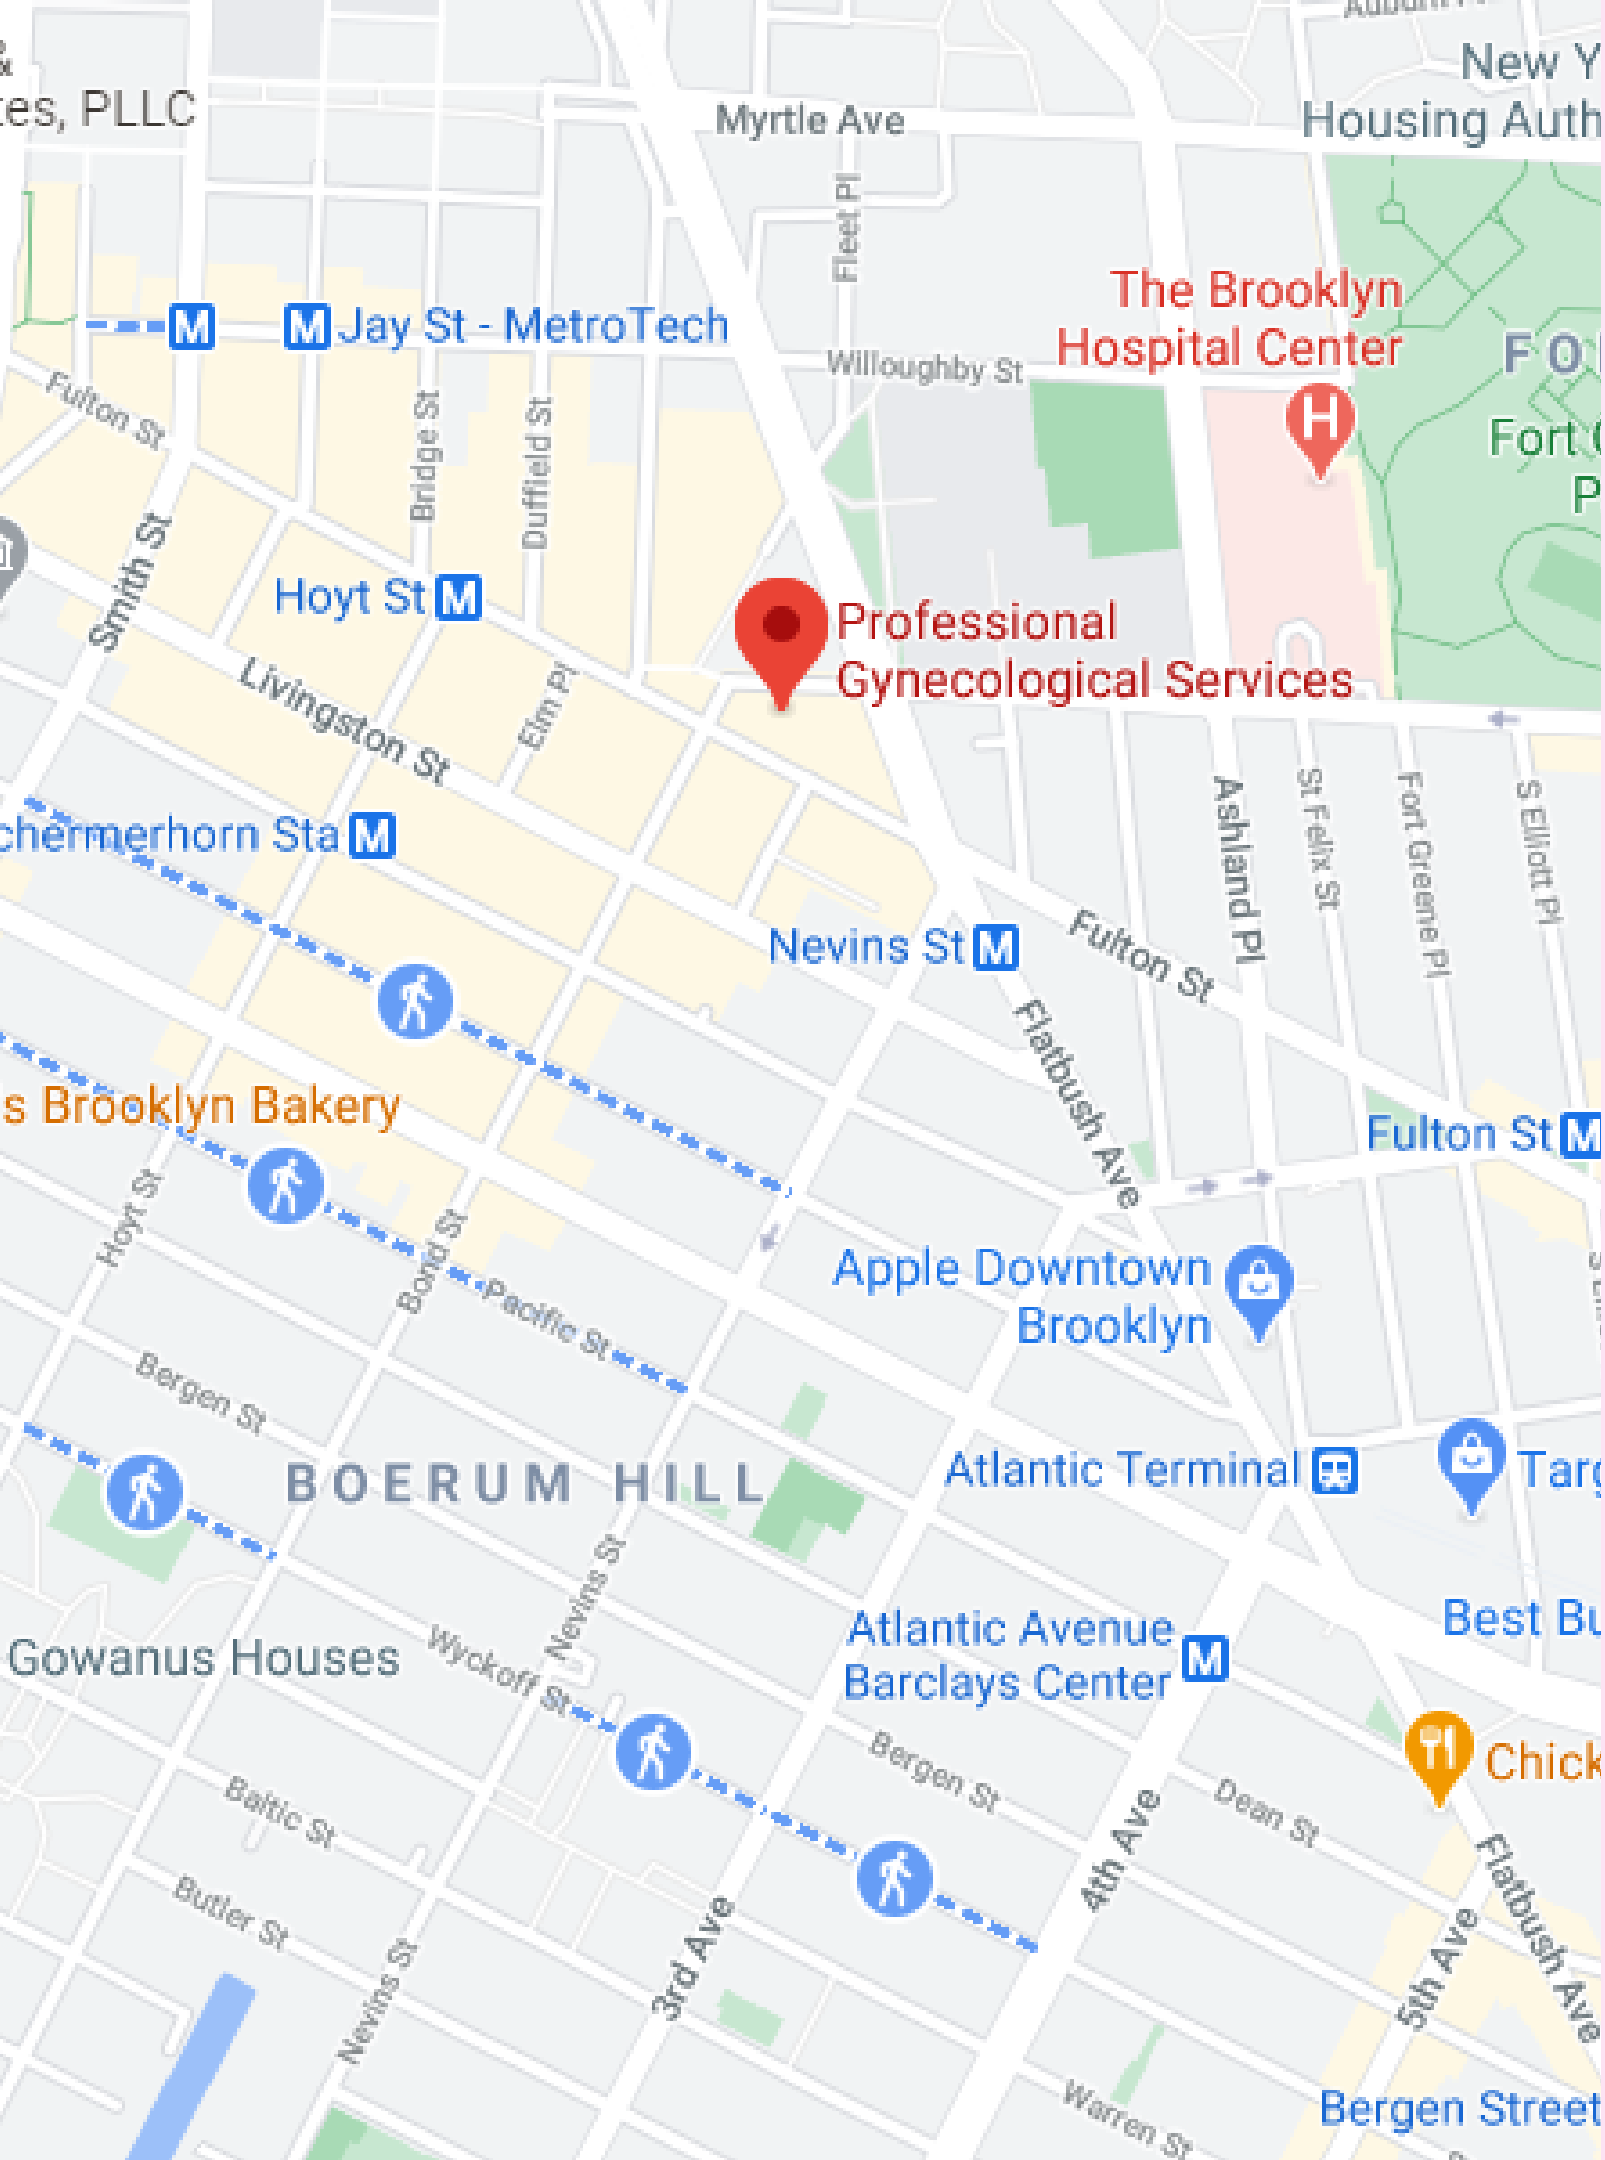 Auburn Pl
&
New Y
tes, PLLC
Housing Auth
Myrtle Ave
Fleet Pl
The Brooklyn
Hospital Center
H
M
M
Jay St - MetroTech
Willoughby St
FO
Fort
P
Fulton St
Bridge St
Duffield St
Smith St
Hoyt St
M
Professional
Gynecological Services
Livingston St
Elm Pl
chermerhorn Sta
M
Ashland Pl
St Felix St
Fort Greene Pl
S Elliott Pl
Nevins St
M
Fulton St
Flatbush Ave
s Brooklyn Bakery
Fulton St
M
Hoyt St
Bond St
Apple Downtown
Brooklyn
Pacific St
Bergen St
BOERUM HILL
Atlantic Terminal
Targ
Nevins St
Atlantic Avenue
Barclays Center
M
Best Bu
Gowanus Houses
Wyckoff St
Bergen St
Chick
Dean St
Baltic St
4th Ave
Flatbush Ave
Butler St
3rd Ave
5th Ave
Nevins St
Warren St
Bergen Street